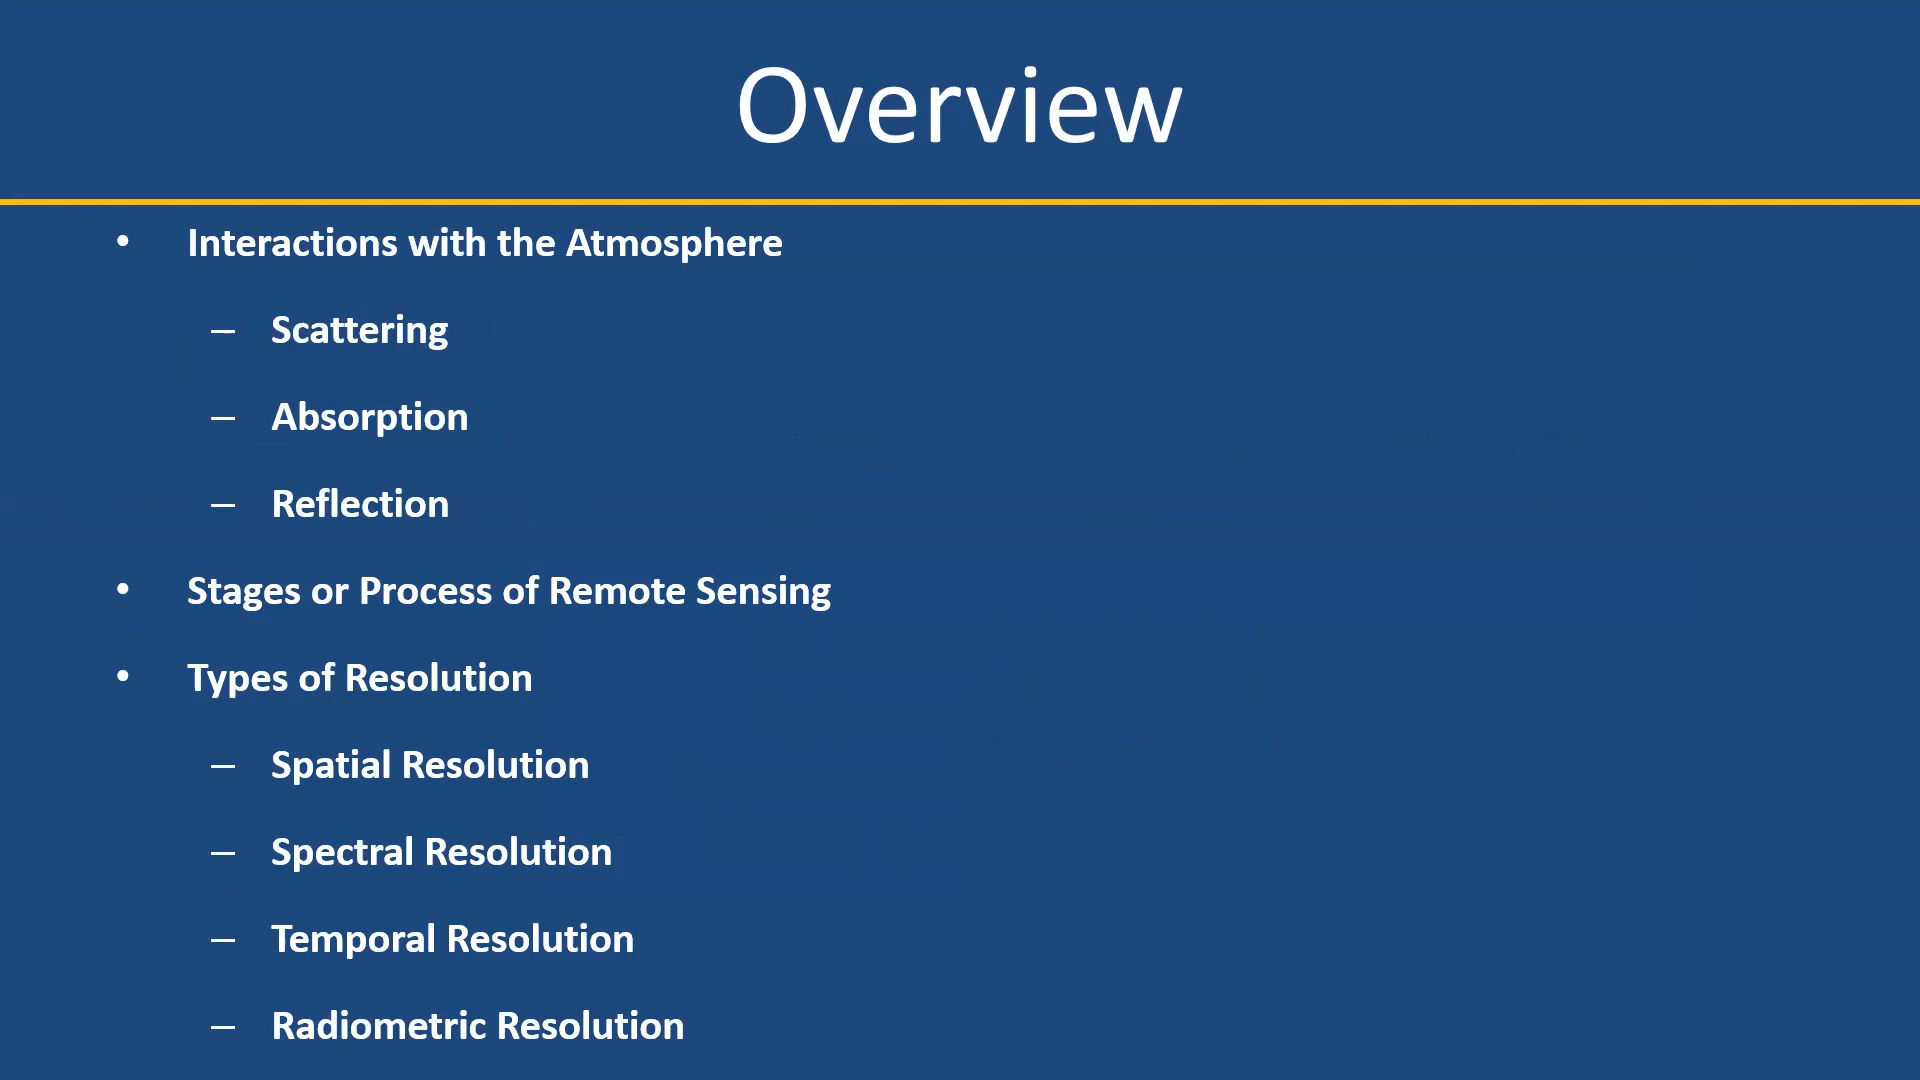 Overview
• Interactions with the Atmosphere
– Scattering
– Absorption
– Reflection
• Stages or Process of Remote Sensing
• Types of Resolution
– Spatial Resolution
– Spectral Resolution
– Temporal Resolution
– Radiometric Resolution